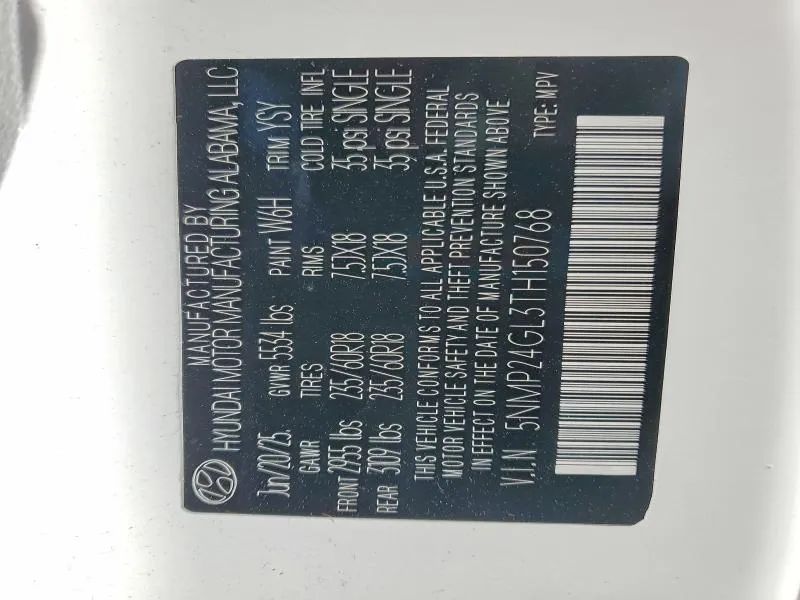 MANUFACTURED BY
HYUNDAI MOTOR MANUFACTURING ALABAMA, LLC
Jun/20/25. GVWR 5534 lbs PAINT W6H TRIM YSY
GAWR TIRES RIMS COLD TIRE INFL.
FRONT 2955 lbs 235/60R18 7.5JX18 35 psi SINGLE
REAR 3109 lbs 235/60R18 7.5JX18 35 psi SINGLE
THIS VEHICLE CONFORMS TO ALL APPLICABLE U.S.A. FEDERAL
MOTOR VEHICLE SAFETY AND THEFT PREVENTION STANDARDS
IN EFFECT ON THE DATE OF MANUFACTURE SHOWN ABOVE
V.I.N. 5NMP24GL3TH150768 TYPE: MPV